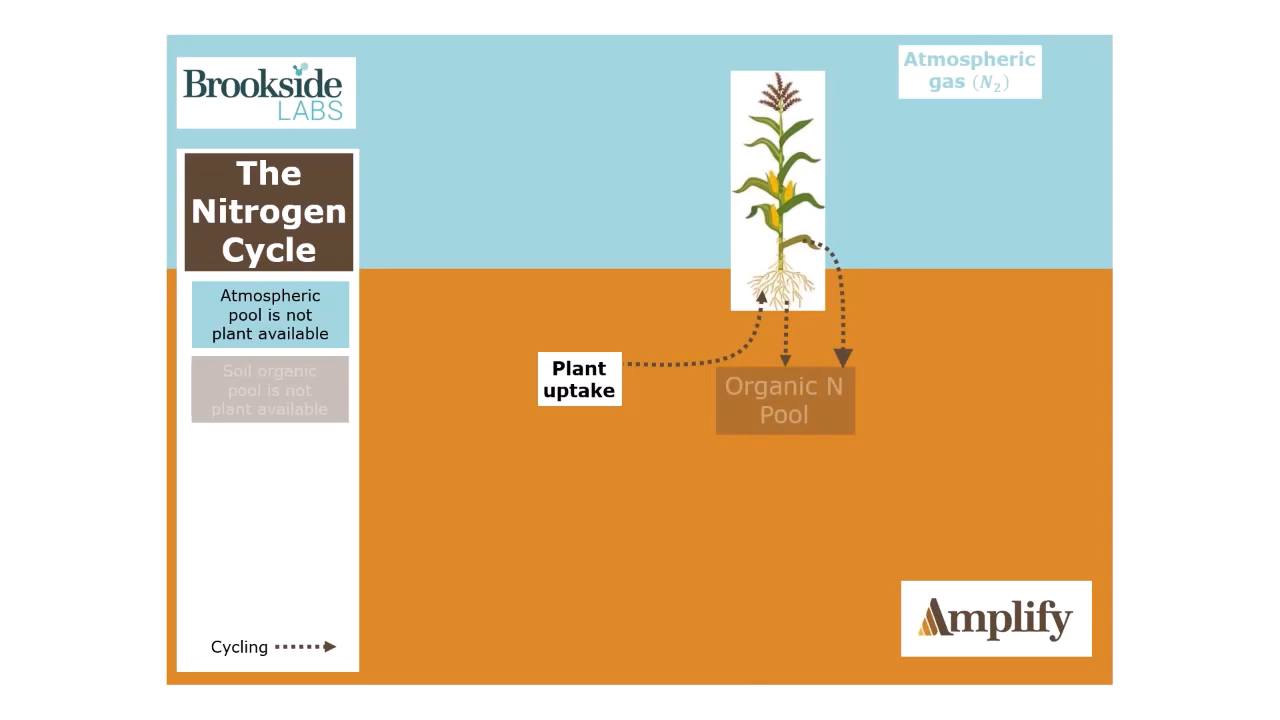 Brookside
LABS
The
Nitrogen
Cycle
Atmospheric
pool is not
plant available
Soil organic
pool is not
plant available
Cycling
Atmospheric
gas (N₂)
Plant
uptake
Organic N
Pool
Amplify